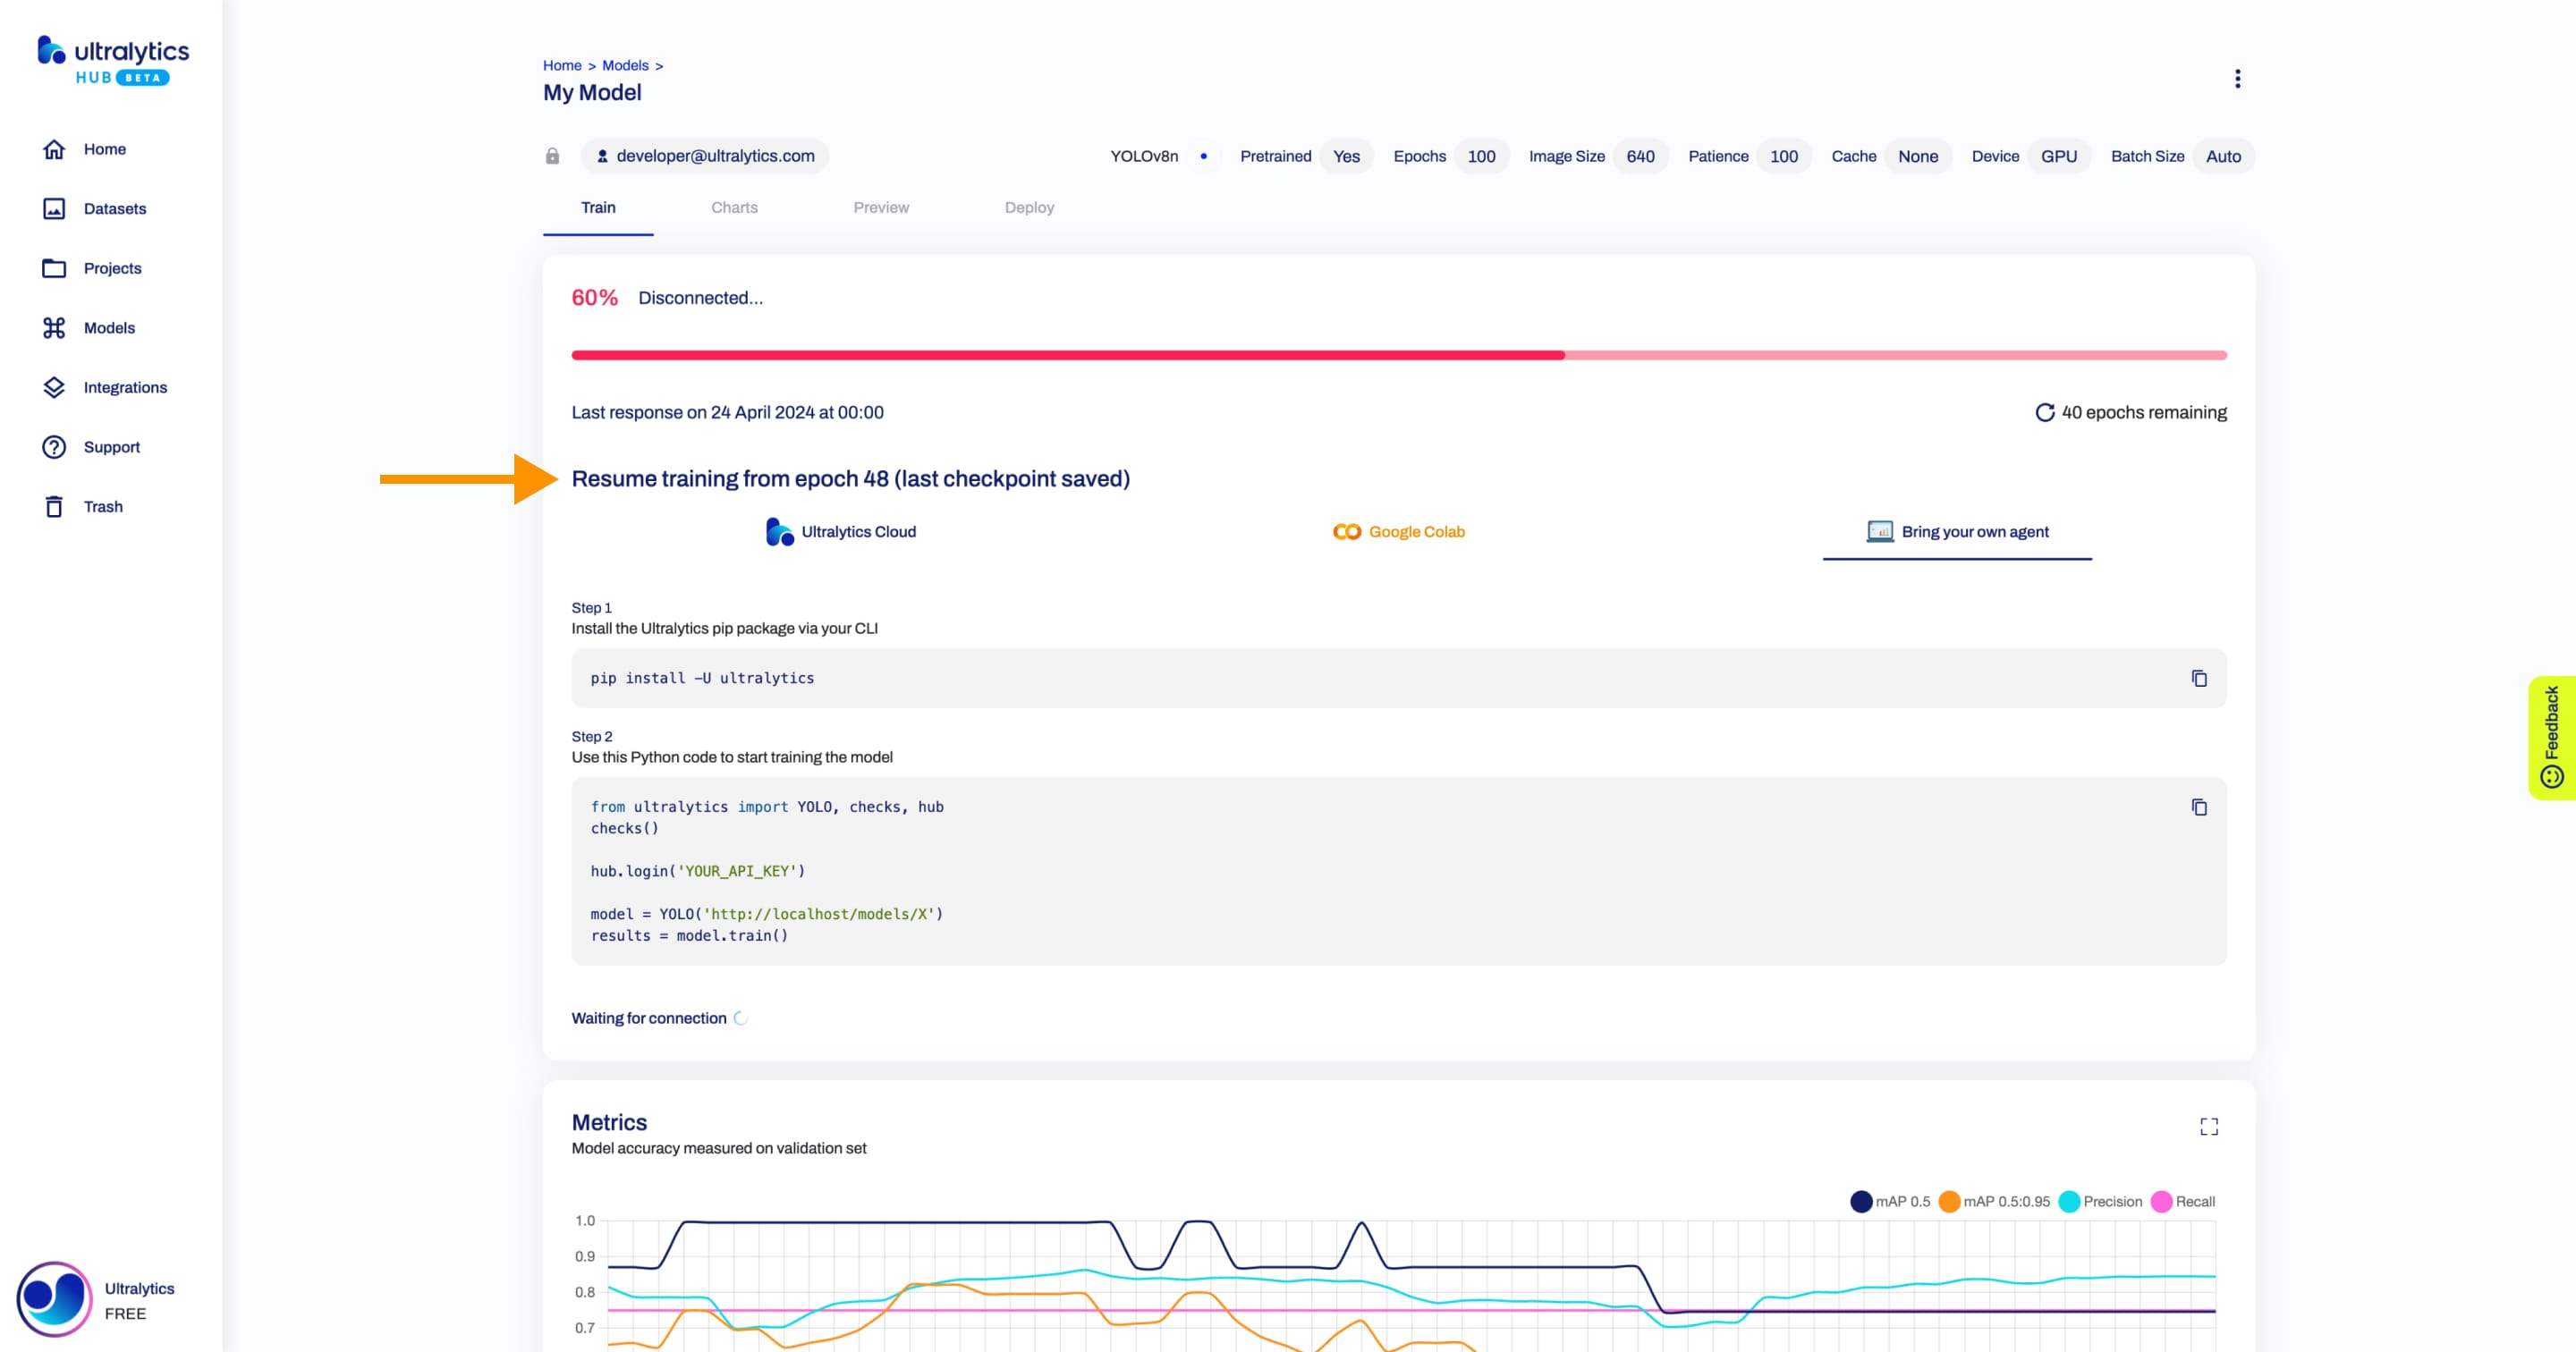 ultralytics
HUB BETA
Home
Datasets
Projects
Models
Integrations
Support
Trash
Ultralytics
FREE
Home > Models >
My Model
developer@ultralytics.com
YOLOv8n
Pretrained Yes
Epochs 100
Image Size 640
Patience 100
Cache None
Device GPU
Batch Size Auto
Train
Charts
Preview
Deploy
60% Disconnected...
Last response on 24 April 2024 at 00:00
40 epochs remaining
Resume training from epoch 48 (last checkpoint saved)
Ultralytics Cloud
Google Colab
Bring your own agent
Step 1
Install the Ultralytics pip package via your CLI
pip install -U ultralytics
Step 2
Use this Python code to start training the model
from ultralytics import YOLO, checks, hub
checks()
hub.login('YOUR_API_KEY')
model = YOLO('http://localhost/models/X')
results = model.train()
Waiting for connection
Metrics
Model accuracy measured on validation set
mAP 0.5
mAP 0.5:0.95
Precision
Recall
1.0
0.9
0.8
0.7
Feedback